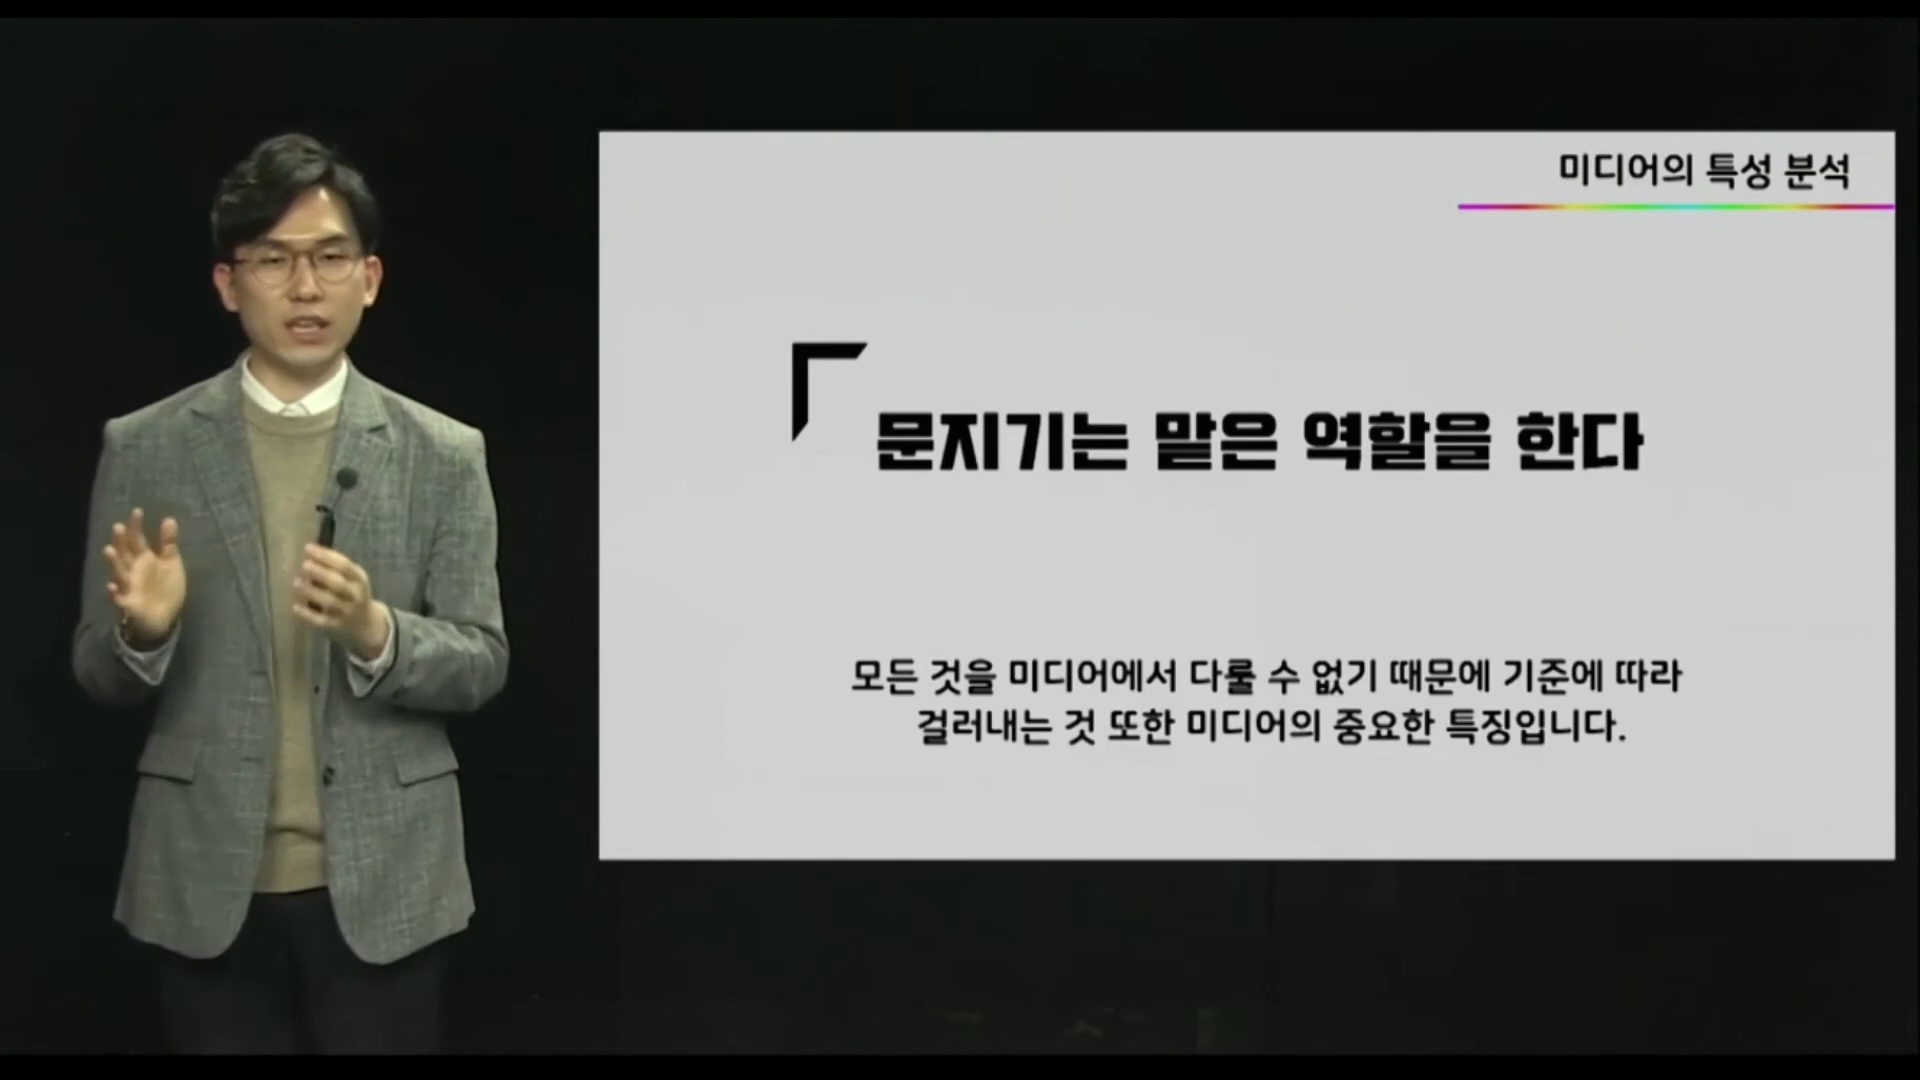 미디어의 특성 분석
문지기는 맡은 역할을 한다
모든 것을 미디어에서 다룰 수 없기 때문에 기준에 따라
걸러내는 것 또한 미디어의 중요한 특징입니다.